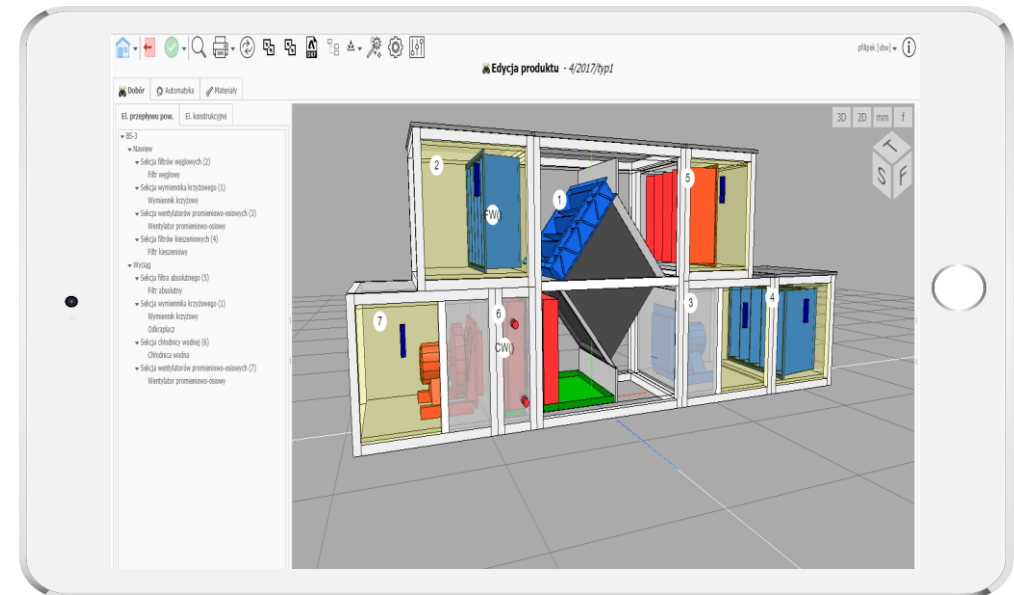 DXF
pfilipek [vbw]
i
Edycja produktu - 4/2017/typ1
Dobór Automatyka Materiały
El. przepływu pow. El. konstrukcyjne
BS-3
Nawiew
Sekcja filtrów węglowych (2)
Filtr węglowy
Sekcja wymiennika krzyżowego (1)
Wymiennik krzyżowy
Sekcja wentylatorów promieniowo-osiowych (3)
Wentylator promieniowo-osiowy
Sekcja filtrów kieszeniowych (4)
Filtr kieszeniowy
Wyciąg
Sekcja filtra absolutnego (5)
Filtr absolutny
Sekcja wymiennika krzyżowego (1)
Wymiennik krzyżowy
Odkraplacz
Sekcja chłodnicy wodnej (6)
Chłodnica wodna
Sekcja wentylatorów promieniowo-osiowych (7)
Wentylator promieniowo-osiowy
3D 2D mm f
T
S F
2
5
1
FW()
3
4
6
7
CW()